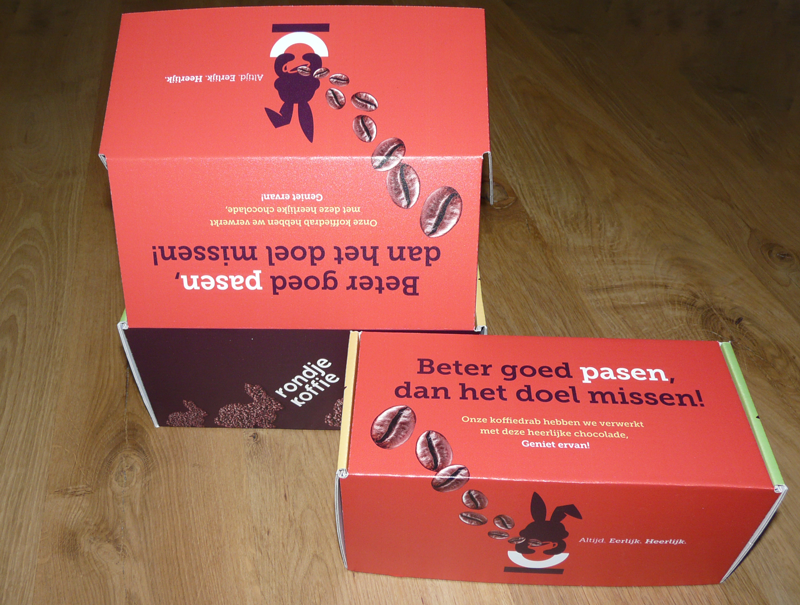 Altijd. Eerlijk. Heerlijk.
Beter goed pasen,
dan het doel missen!
Onze koffiedrab hebben we verwerkt
met deze heerlijke chocolade,
Geniet ervan!
rondje
koffie
Beter goed pasen,
dan het doel missen!
Onze koffiedrab hebben we verwerkt
met deze heerlijke chocolade,
Geniet ervan!
Altijd. Eerlijk. Heerlijk.